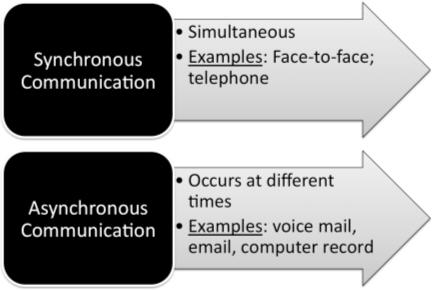 Synchronous
Communication
• Simultaneous
• Examples: Face-to-face;
telephone
Asynchronous
Communication
• Occurs at different
times
• Examples: voice mail,
email, computer record